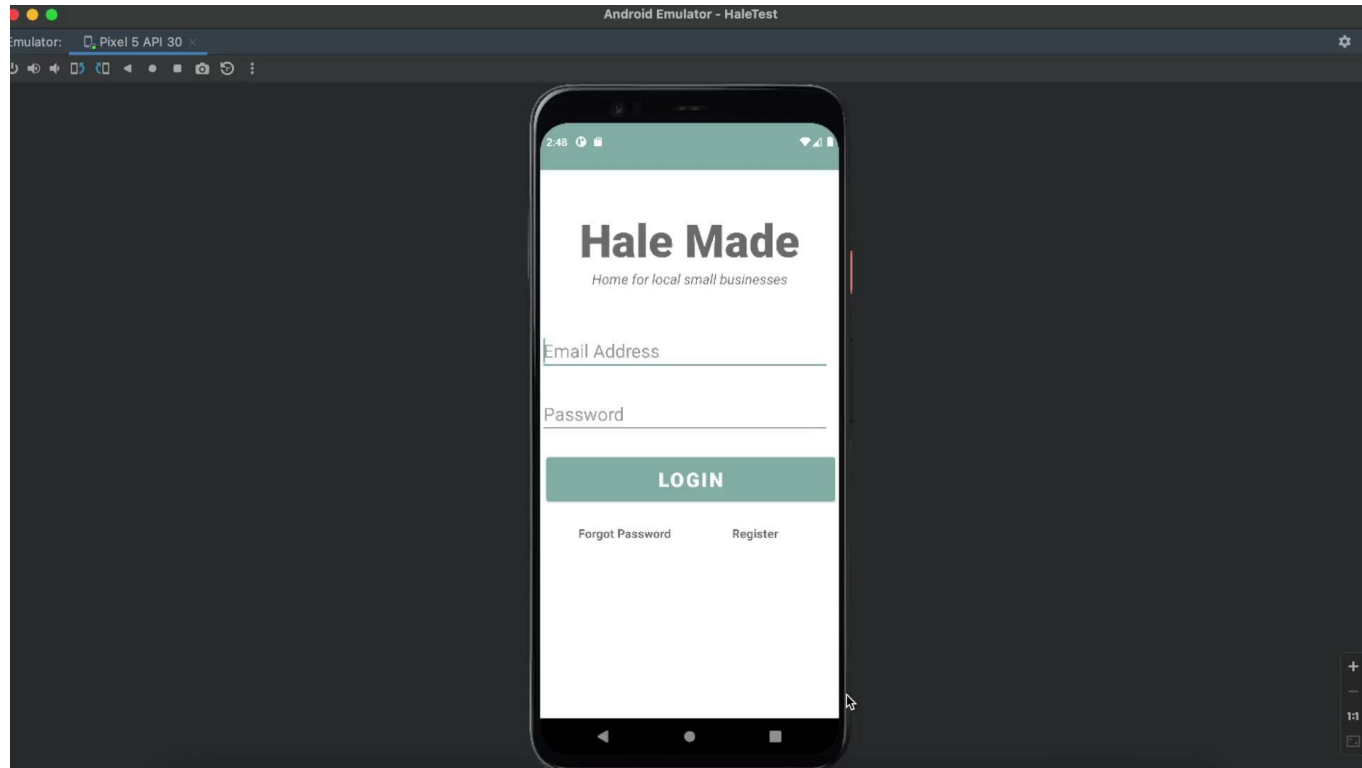 Android Emulator - HaleTest
Emulator: Pixel 5 API 30
2:48
Hale Made
Home for local small businesses
Email Address
Password
LOGIN
Forgot Password Register
1:1